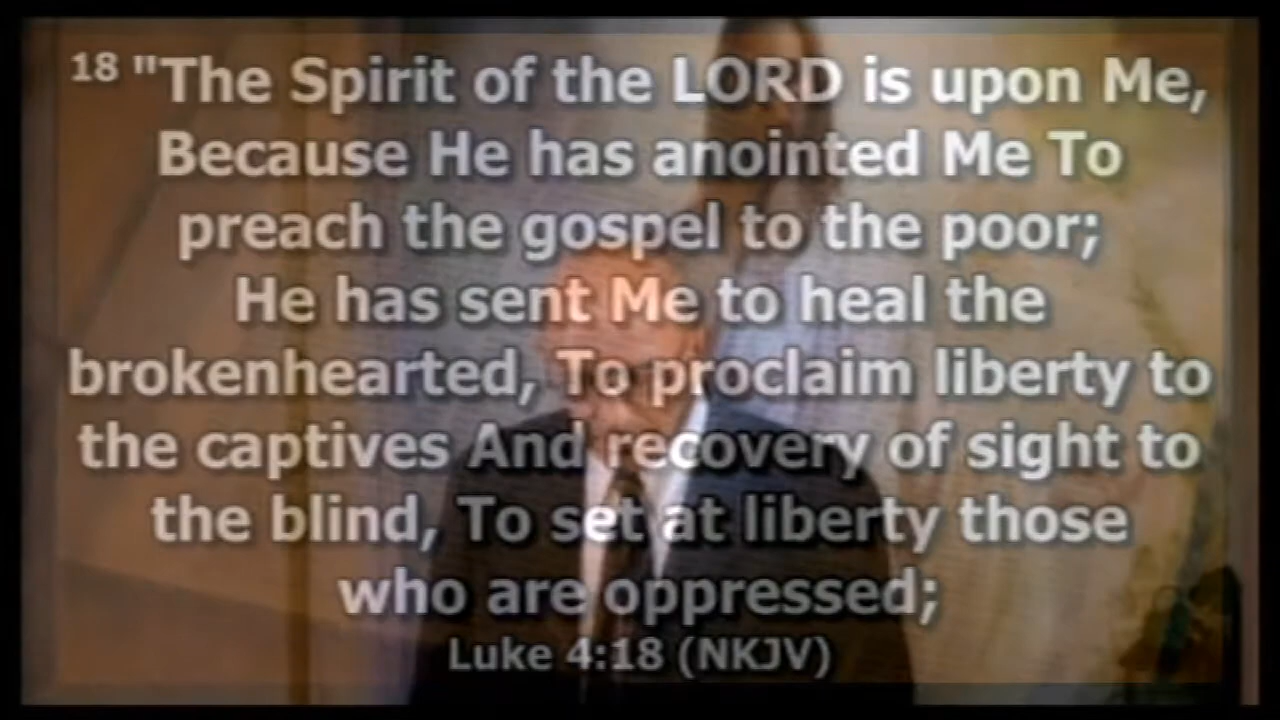 18 "The Spirit of the LORD is upon Me,
Because He has anointed Me To
preach the gospel to the poor;
He has sent Me to heal the
brokenhearted, To proclaim liberty to
the captives And recovery of sight to
the blind, To set at liberty those
who are oppressed;
Luke 4:18 (NKJV)